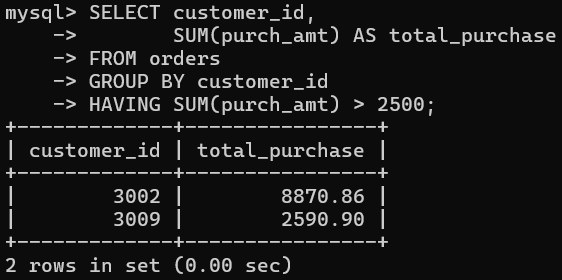 mysql> SELECT customer_id,
    ->        SUM(purch_amt) AS total_purchase
    -> FROM orders
    -> GROUP BY customer_id
    -> HAVING SUM(purch_amt) > 2500;
+-------------+----------------+
| customer_id | total_purchase |
+-------------+----------------+
|        3002 |        8870.86 |
|        3009 |        2590.90 |
+-------------+----------------+
2 rows in set (0.00 sec)